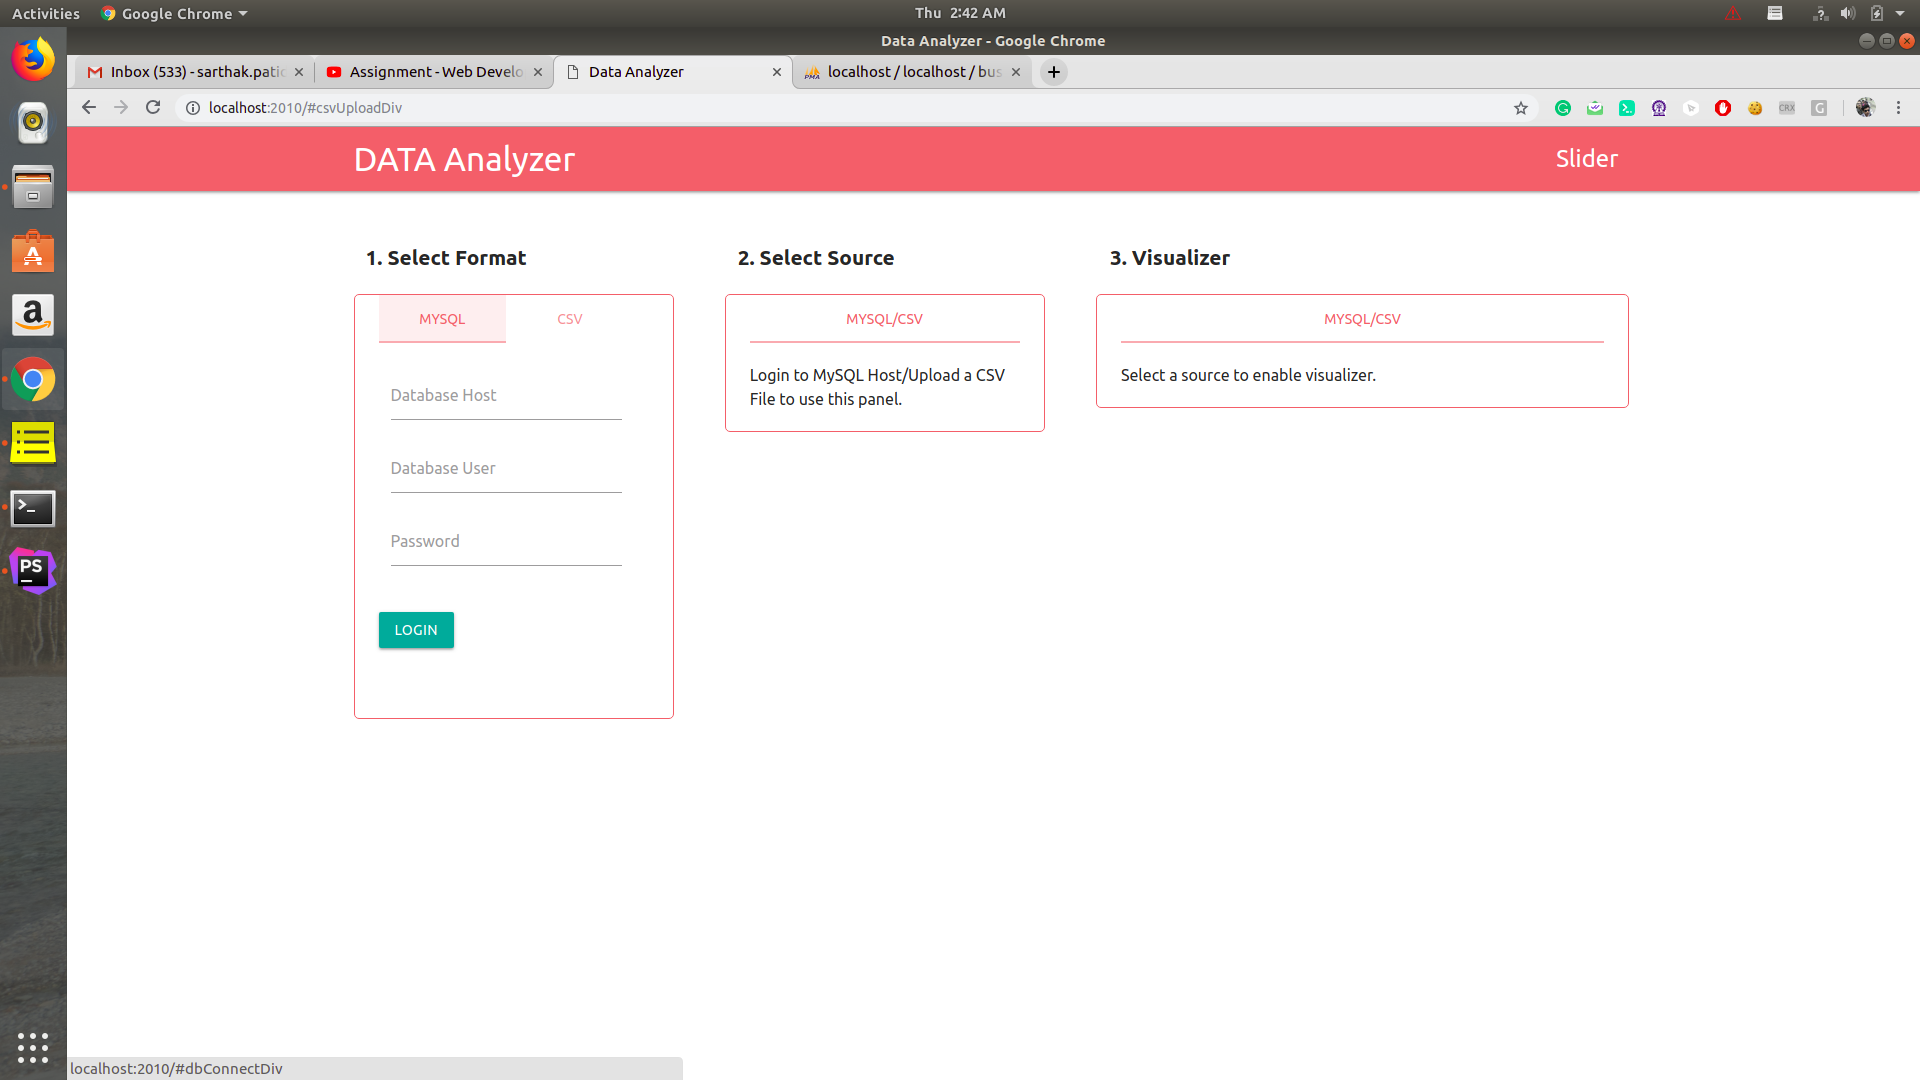 Activities
Google Chrome
Thu 2:42 AM
Data Analyzer - Google Chrome
Inbox (533) - sarthak.patic
Assignment - Web Develo
Data Analyzer
localhost / localhost / bus
localhost:2010/#csvUploadDiv
CRX
G
DATA Analyzer
Slider
1. Select Format
2. Select Source
3. Visualizer
MYSQL
CSV
MYSQL/CSV
MYSQL/CSV
Database Host
Login to MySQL Host/Upload a CSV
File to use this panel.
Select a source to enable visualizer.
Database User
Password
LOGIN
PS
localhost:2010/#dbConnectDiv